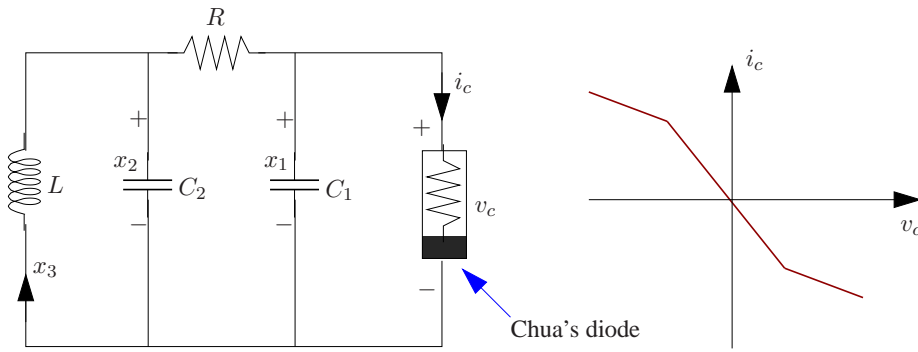 R
i_c
i_c
+
+
+
x_2
x_1
L
C_2
C_1
v_c
v_c
−
−
x_3
−
Chua's diode